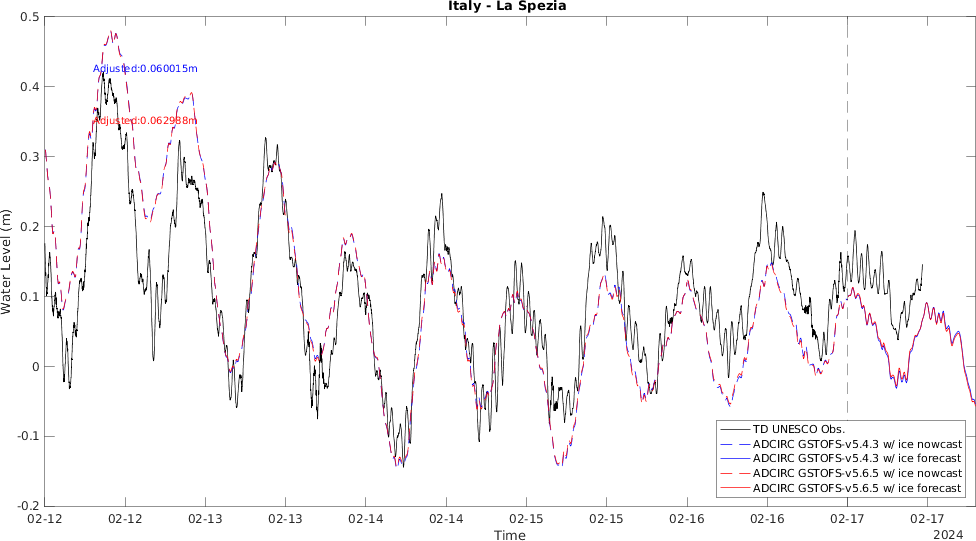 Italy - La Spezia
0.5
0.4
0.3
0.2
0.1
0
-0.1
-0.2
Water Level (m)
Adjusted:0.060015m
Adjusted:0.062988m
TD UNESCO Obs.
ADCIRC GSTOFS-v5.4.3 w/ ice nowcast
ADCIRC GSTOFS-v5.4.3 w/ ice forecast
ADCIRC GSTOFS-v5.6.5 w/ ice nowcast
ADCIRC GSTOFS-v5.6.5 w/ ice forecast
02-12 02-12 02-13 02-13 02-14 02-14 02-15 02-15 02-16 02-16 02-17 02-17
Time
2024